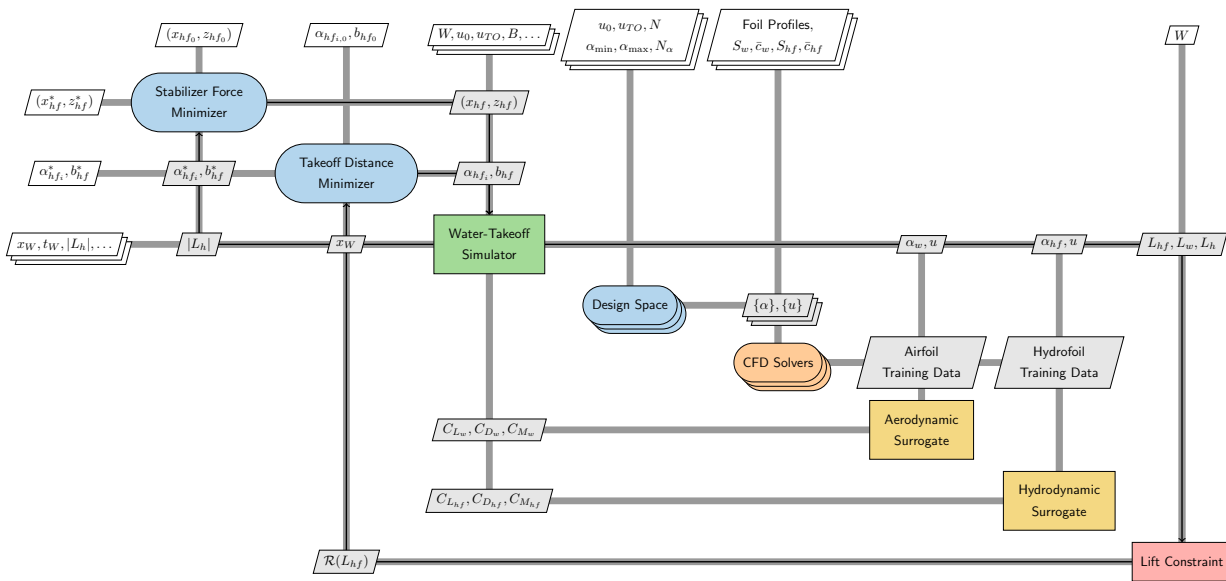 (x_{hf_0}, z_{hf_0})
α_{hf_{i,0}}, b_{hf_0}
W, u_0, u_{TO}, B, …
u_0, u_{TO}, N
α_{min}, α_{max}, N_α
Foil Profiles,
S_w, c̄_w, S_{hf}, c̄_{hf}
W
(x^*_{hf}, z^*_{hf})
Stabilizer Force
Minimizer
(x_{hf}, z_{hf})
α^*_{hf_i}, b^*_{hf}
α^*_{hf_i}, b^*_{hf}
Takeoff Distance
Minimizer
α_{hf_i}, b_{hf}
x_W, t_W, |L_h|, …
|L_h|
x_W
Water-Takeoff
Simulator
α_w, u
α_{hf}, u
L_{hf}, L_w, L_h
Design Space
{α}, {u}
CFD Solvers
Airfoil
Training Data
Hydrofoil
Training Data
C_{L_w}, C_{D_w}, C_{M_w}
Aerodynamic
Surrogate
C_{L_{hf}}, C_{D_{hf}}, C_{M_{hf}}
Hydrodynamic
Surrogate
ℛ(L_{hf})
Lift Constraint